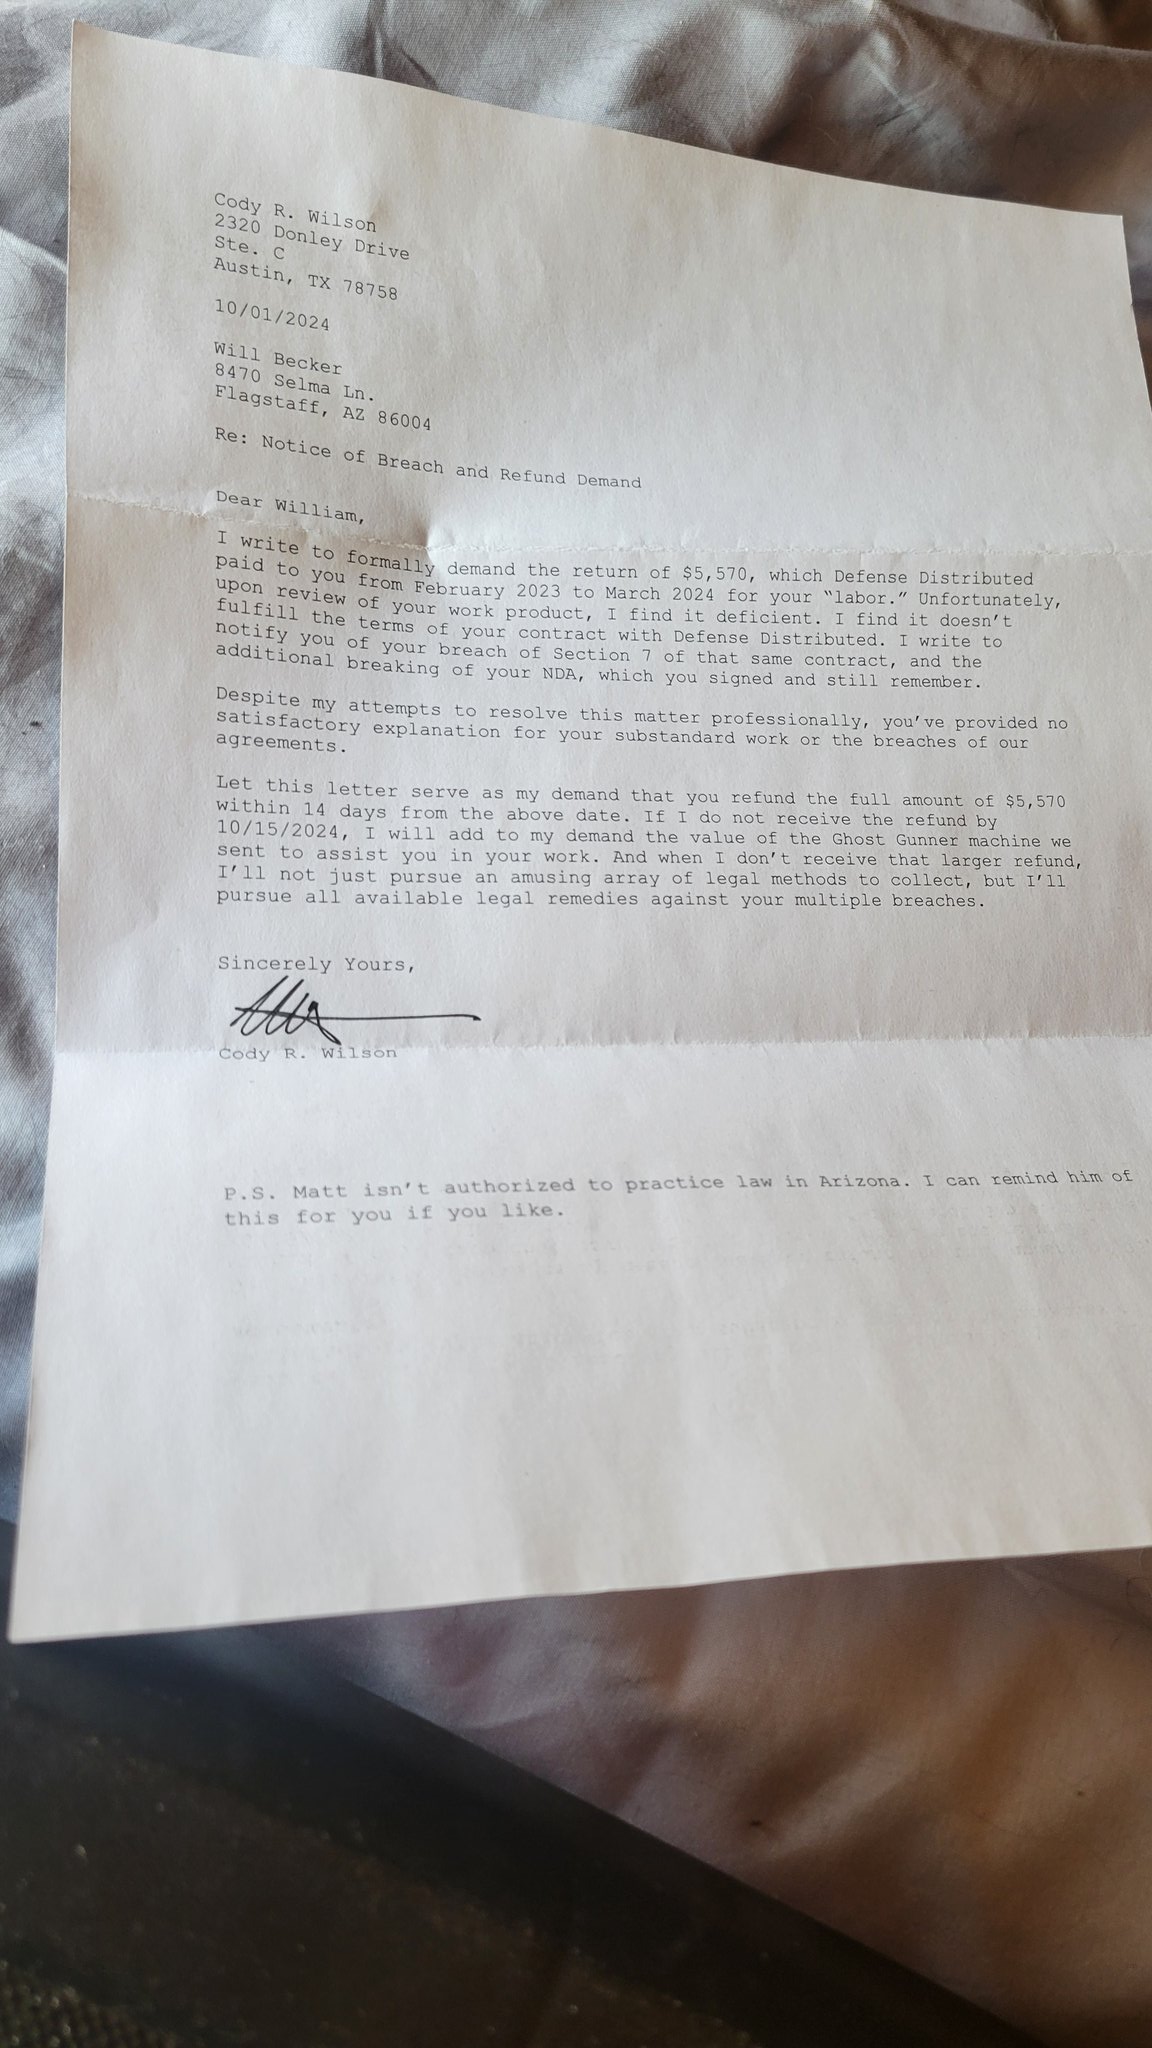 Cody R. Wilson
2320 Donley Drive
Ste. C
Austin, TX 78758
10/01/2024
Will Becker
8470 Selma Ln.
Flagstaff, AZ 86004
Re: Notice of Breach and Refund Demand
Dear William,
I write to formally demand the return of $5,570, which Defense Distributed
paid to you from February 2023 to March 2024 for your “labor.” Unfortunately,
upon review of your work product, I find it deficient. I find it doesn’t
fulfill the terms of your contract with Defense Distributed. I write to
notify you of your breach of Section 7 of that same contract, and the
additional breaking of your NDA, which you signed and still remember.
Despite my attempts to resolve this matter professionally, you’ve provided no
satisfactory explanation for your substandard work or the breaches of our
agreements.
Let this letter serve as my demand that you refund the full amount of $5,570
within 14 days from the above date. If I do not receive the refund by
10/15/2024, I will add to my demand the value of the Ghost Gunner machine we
sent to assist you in your work. And when I don’t receive that larger refund,
I’ll not just pursue an amusing array of legal methods to collect, but I’ll
pursue all available legal remedies against your multiple breaches.
Sincerely Yours,
Cody R. Wilson
P.S. Matt isn’t authorized to practice law in Arizona. I can remind him of
this for you if you like.